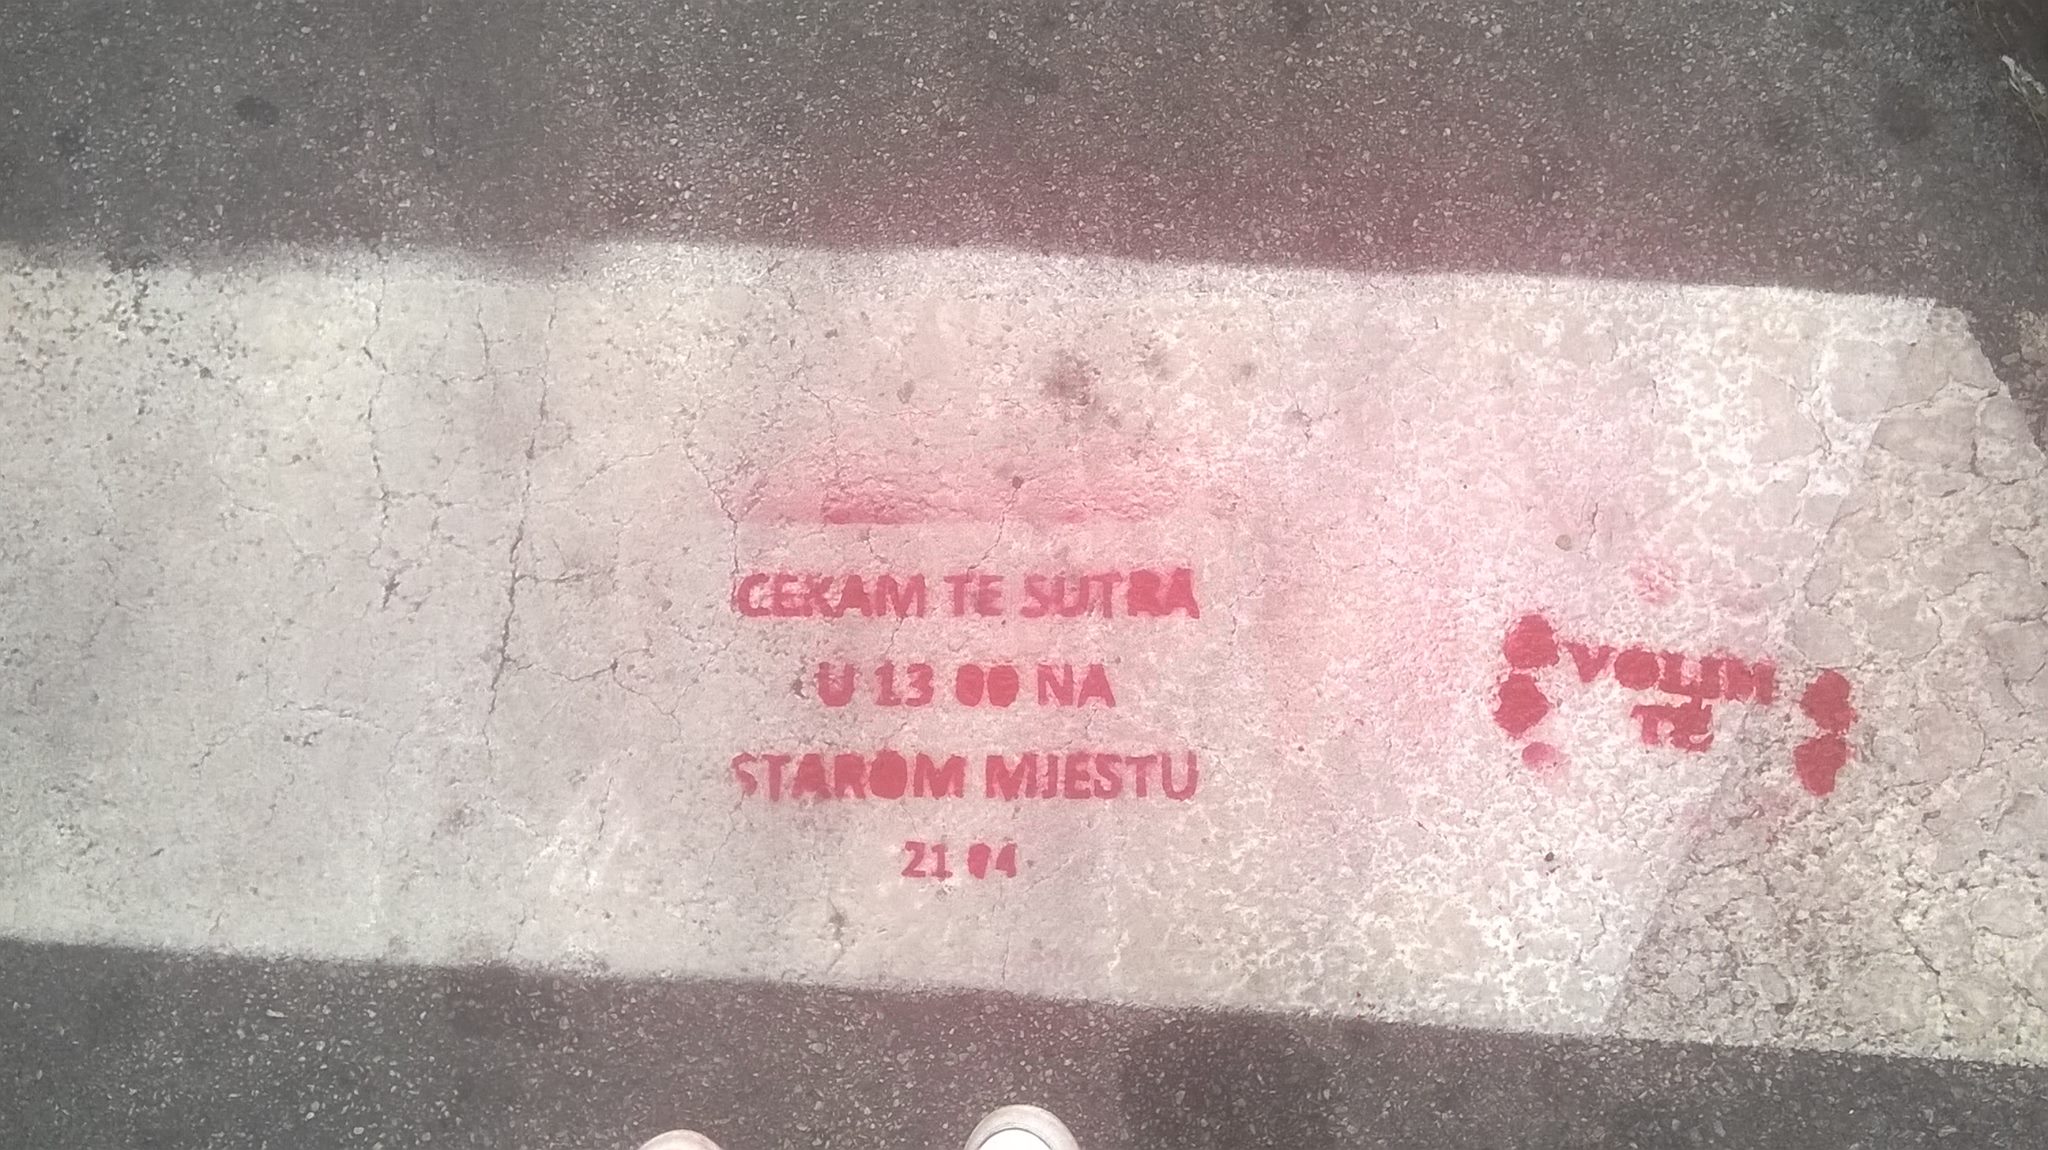 CEKAM TE SUTRA
U 13 00 NA
STAROM MJESTU
21 04
VOLIM
TE